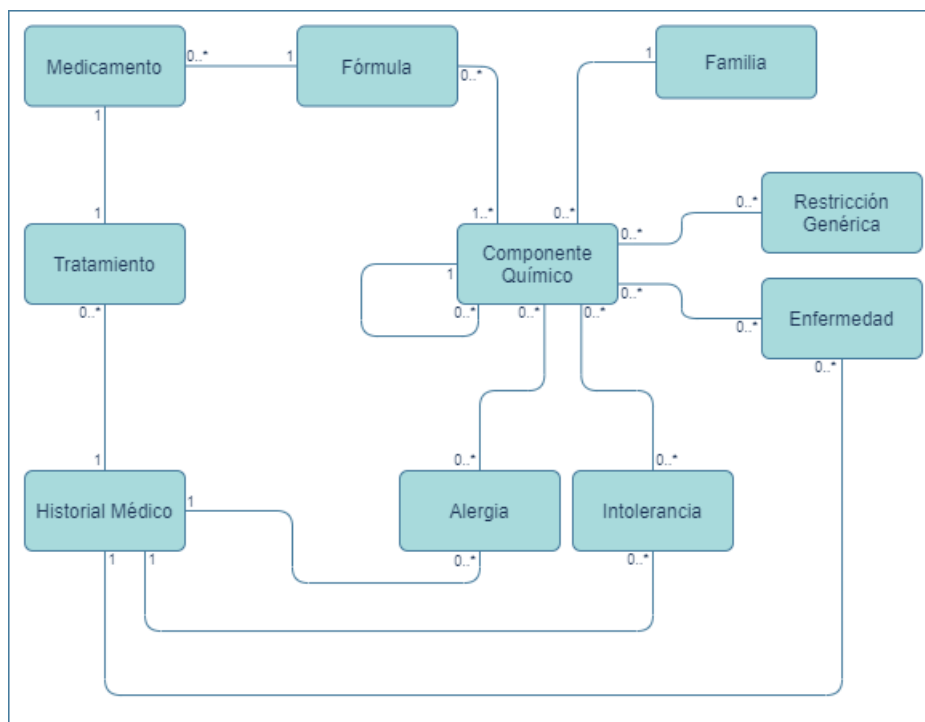 Medicamento
0..*
1
Fórmula
0..*
1
Familia
1
1
Tratamiento
0..*
1..*
0..*
Componente
Químico
1
0..*
0..*
0..*
0..*
0..*
0..*
Restricción
Genérica
0..*
Enfermedad
0..*
1
Historial Médico
1
1
1
0..*
Alergia
0..*
0..*
Intolerancia
0..*